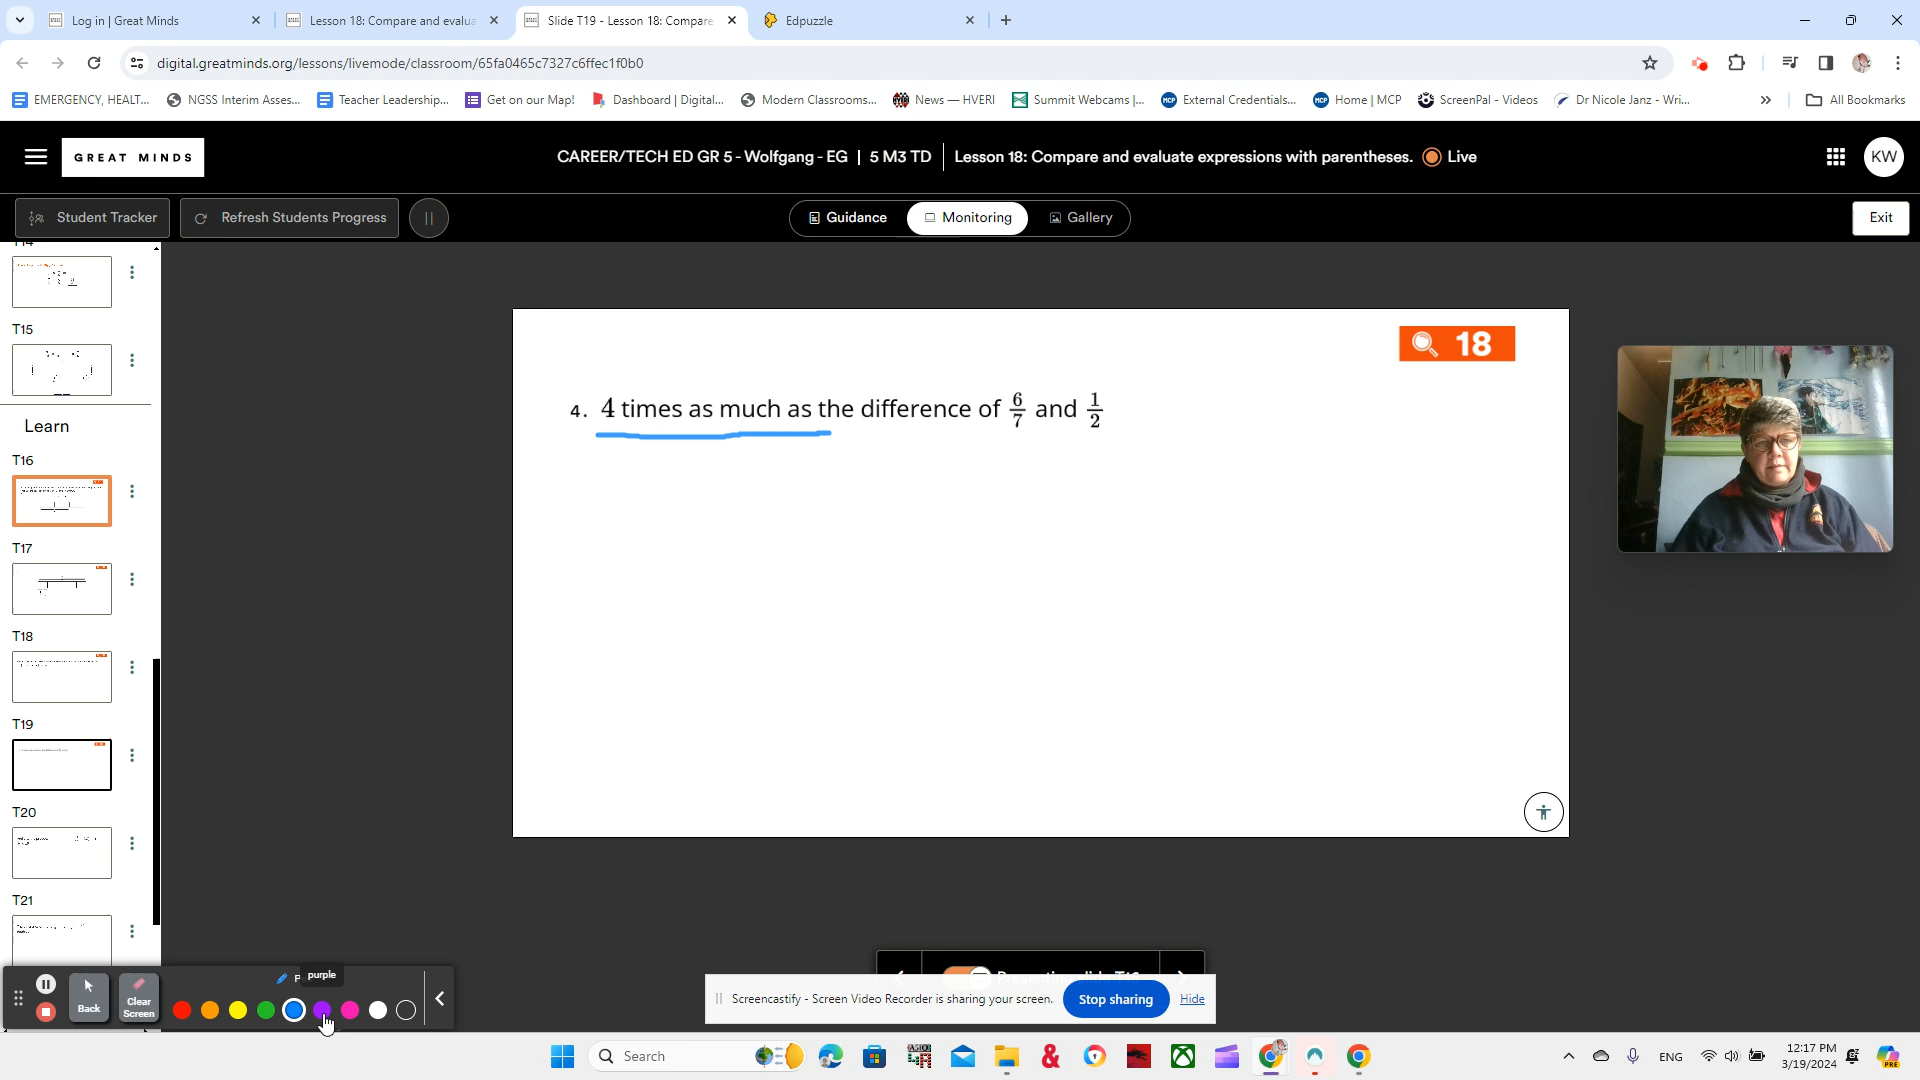 Log in | Great Minds
Lesson 18: Compare and evalua
Slide T19 - Lesson 18: Compare
Edpuzzle
digital.greatminds.org/lessons/livemode/classroom/65fa0465c7327c6ffec1f0b0
EMERGENCY, HEALT...
NGSS Interim Asses...
Teacher Leadership...
Get on our Map!
Dashboard | Digital...
Modern Classrooms...
News — HVERI
Summit Webcams |...
External Credentials...
Home | MCP
ScreenPal - Videos
Dr Nicole Janz - Wri...
All Bookmarks
GREAT MINDS
CAREER/TECH ED GR 5 - Wolfgang - EG | 5 M3 TD
Lesson 18: Compare and evaluate expressions with parentheses.
Live
KW
Student Tracker
Refresh Students Progress
Guidance
Monitoring
Gallery
Exit
T14
T15
Learn
T16
T17
T18
T19
T20
T21
18
4. 4 times as much as the difference of 6/7 and 1/2
purple
Back
Clear
Screen
Screencastify - Screen Video Recorder is sharing your screen.
Stop sharing
Hide
Search
ENG
12:17 PM
3/19/2024